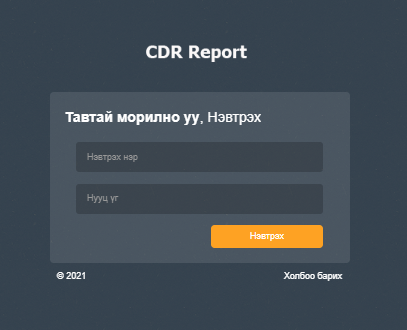 CDR Report
Тавтай морилно уу, Нэвтрэх
Нэвтрэх нэр
Нууц үг
Нэвтрэх
© 2021 Холбоо барих